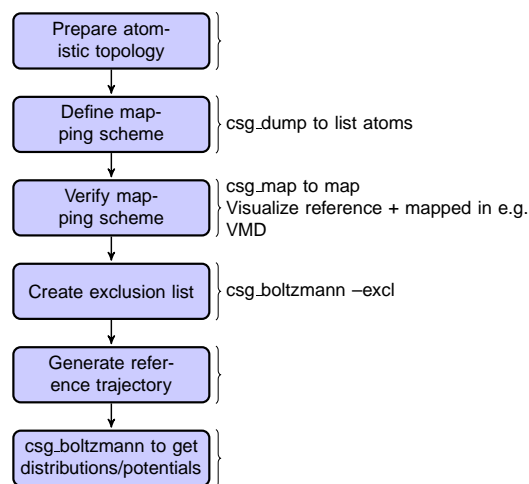 Prepare atom-
istic topology
Define map-
ping scheme
csg_dump to list atoms
Verify map-
ping scheme
csg_map to map
Visualize reference + mapped in e.g.
VMD
Create exclusion list
csg_boltzmann –excl
Generate refer-
ence trajectory
csg_boltzmann to get
distributions/potentials